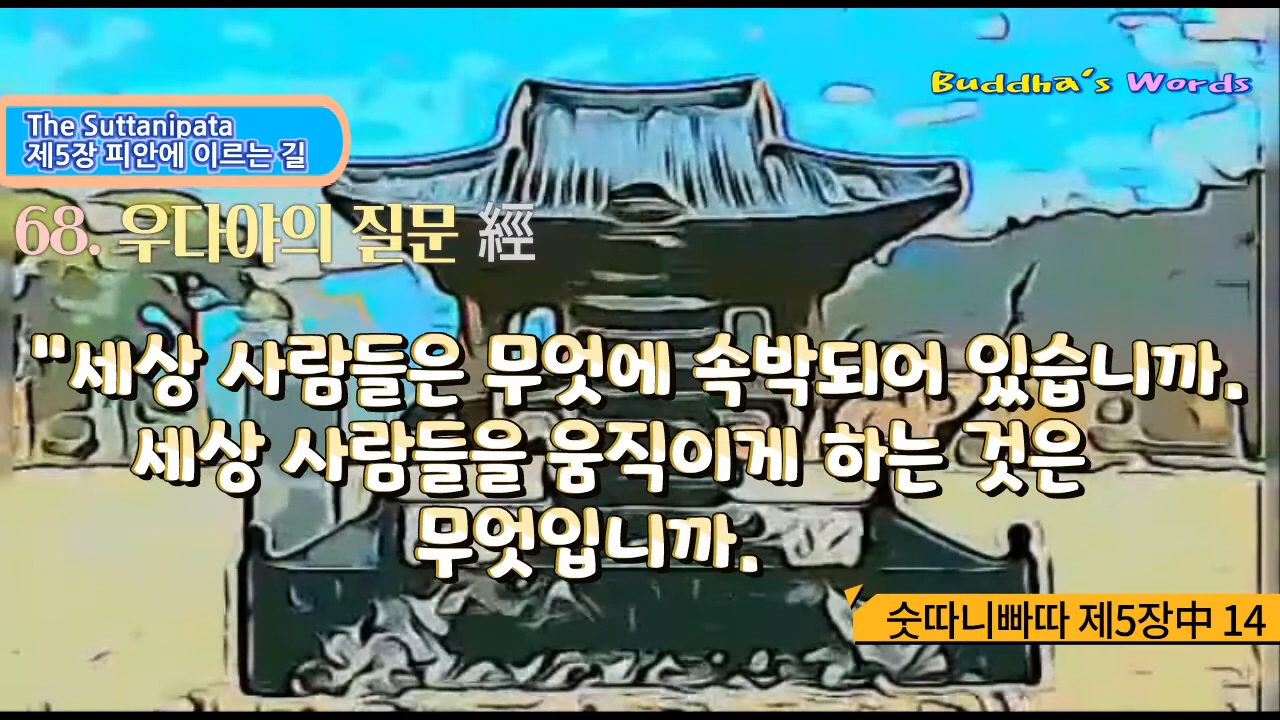 Buddha's Words
The Suttanipata
제5장 피안에 이르는 길
68. 우다야의 질문 經
"세상 사람들은 무엇에 속박되어 있습니까.
세상 사람들을 움직이게 하는 것은
무엇입니까.
숫따니빠따 제5장中 14